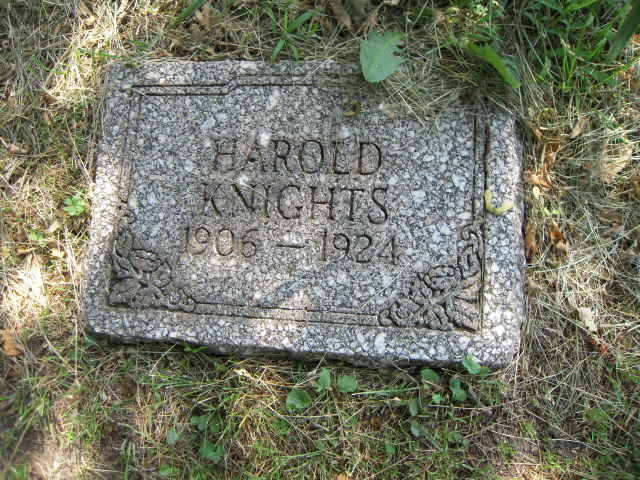 HAROLD
KNIGHTS
1906 — 1924